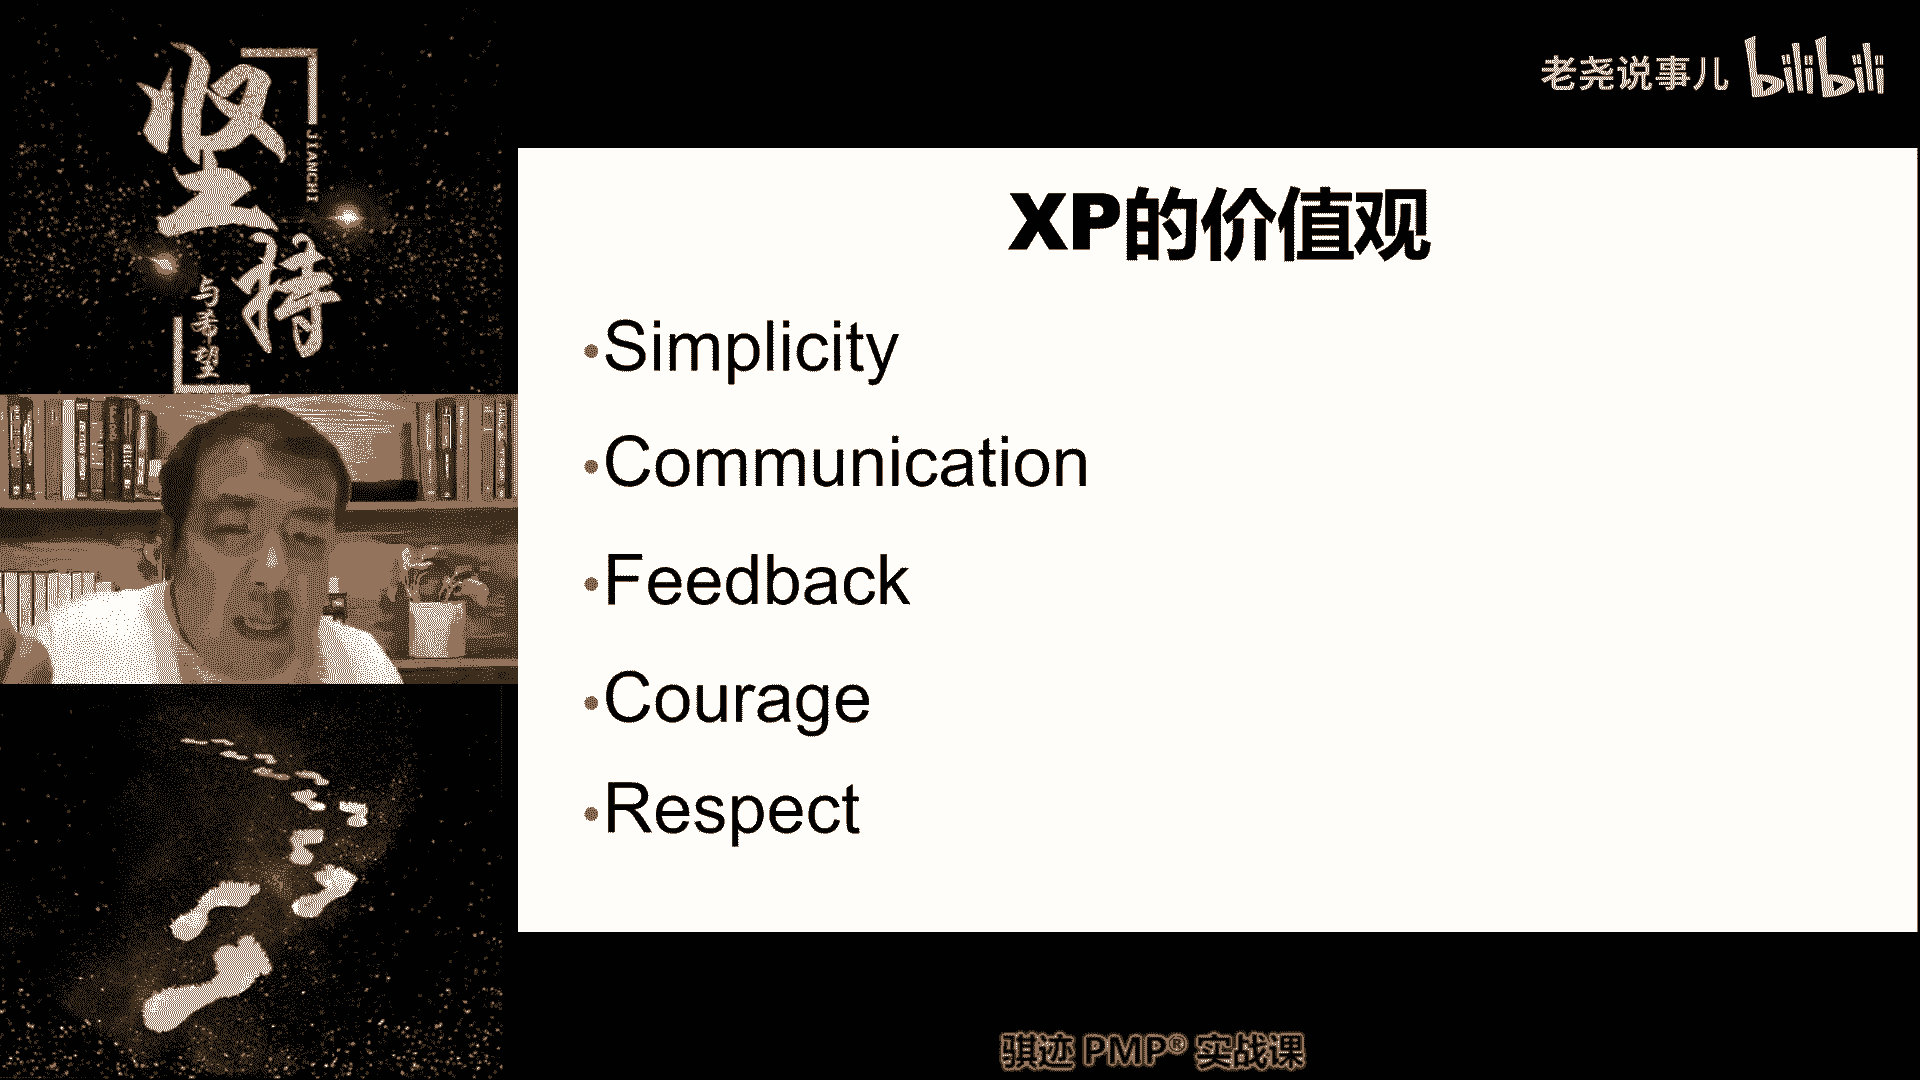 坚持
JIANCHI
与希望
老尧说事儿 bilibili
XP的价值观
•Simplicity
•Communication
•Feedback
•Courage
•Respect
骐迹 PMP® 实战课